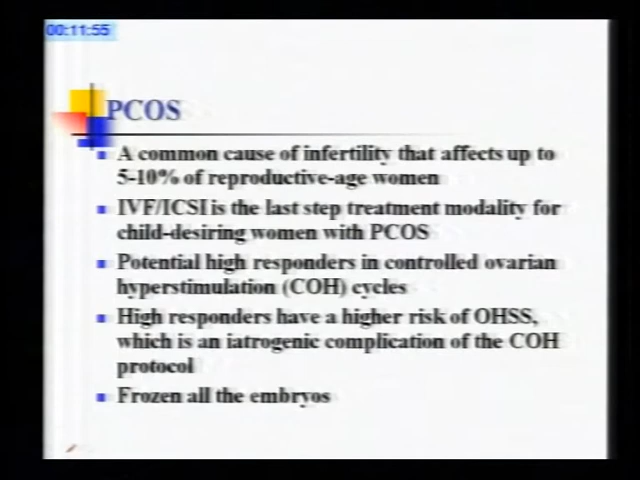 00:11:55
PCOS
A common cause of infertility that affects up to
5-10% of reproductive-age women
IVF/ICSI is the last step treatment modality for
child-desiring women with PCOS
Potential high responders in controlled ovarian
hyperstimulation (COH) cycles
High responders have a higher risk of OHSS,
which is an iatrogenic complication of the COH
protocol
Frozen all the embryos